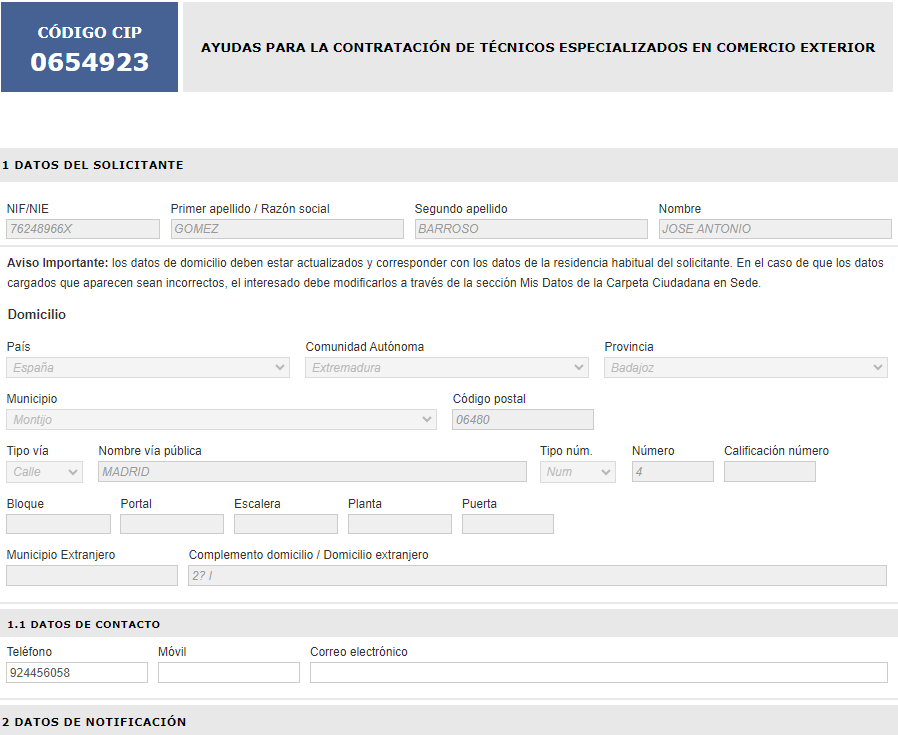 CÓDIGO CIP
0654923
AYUDAS PARA LA CONTRATACIÓN DE TÉCNICOS ESPECIALIZADOS EN COMERCIO EXTERIOR
1 DATOS DEL SOLICITANTE
NIF/NIE Primer apellido / Razón social Segundo apellido Nombre
76248966X GOMEZ BARROSO JOSE ANTONIO
Aviso Importante: los datos de domicilio deben estar actualizados y corresponder con los datos de la residencia habitual del solicitante. En el caso de que los datos
cargados que aparecen sean incorrectos, el interesado debe modificarlos a través de la sección Mis Datos de la Carpeta Ciudadana en Sede.
Domicilio
País Comunidad Autónoma Provincia
España Extremadura Badajoz
Municipio Código postal
Montijo 06480
Tipo vía Nombre vía pública Tipo núm. Número Calificación número
Calle MADRID Num 4
Bloque Portal Escalera Planta Puerta
Municipio Extranjero Complemento domicilio / Domicilio extranjero
2? I
1.1 DATOS DE CONTACTO
Teléfono Móvil Correo electrónico
924456058
2 DATOS DE NOTIFICACIÓN